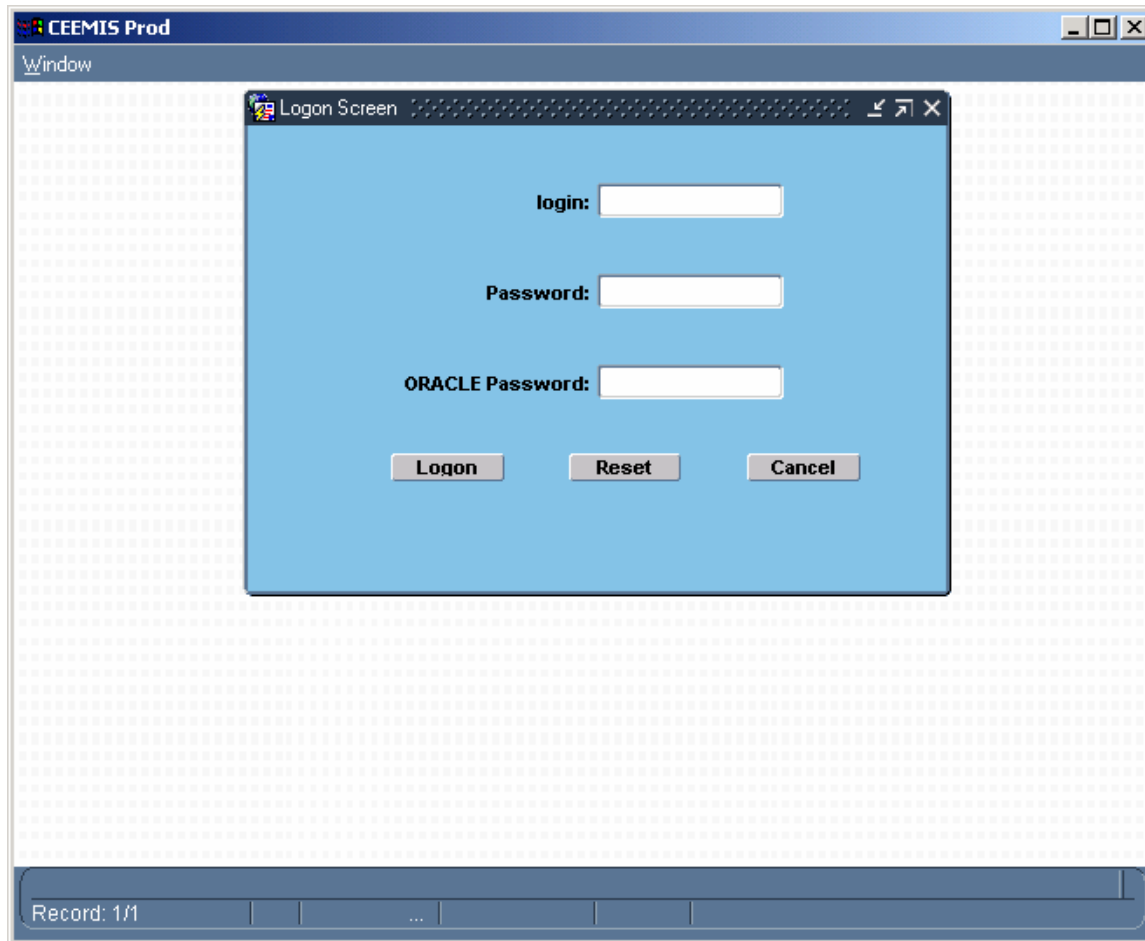 CEEMIS Prod
Window
Logon Screen
login:
Password:
ORACLE Password:
Logon Reset Cancel
Record: 1/1 ...